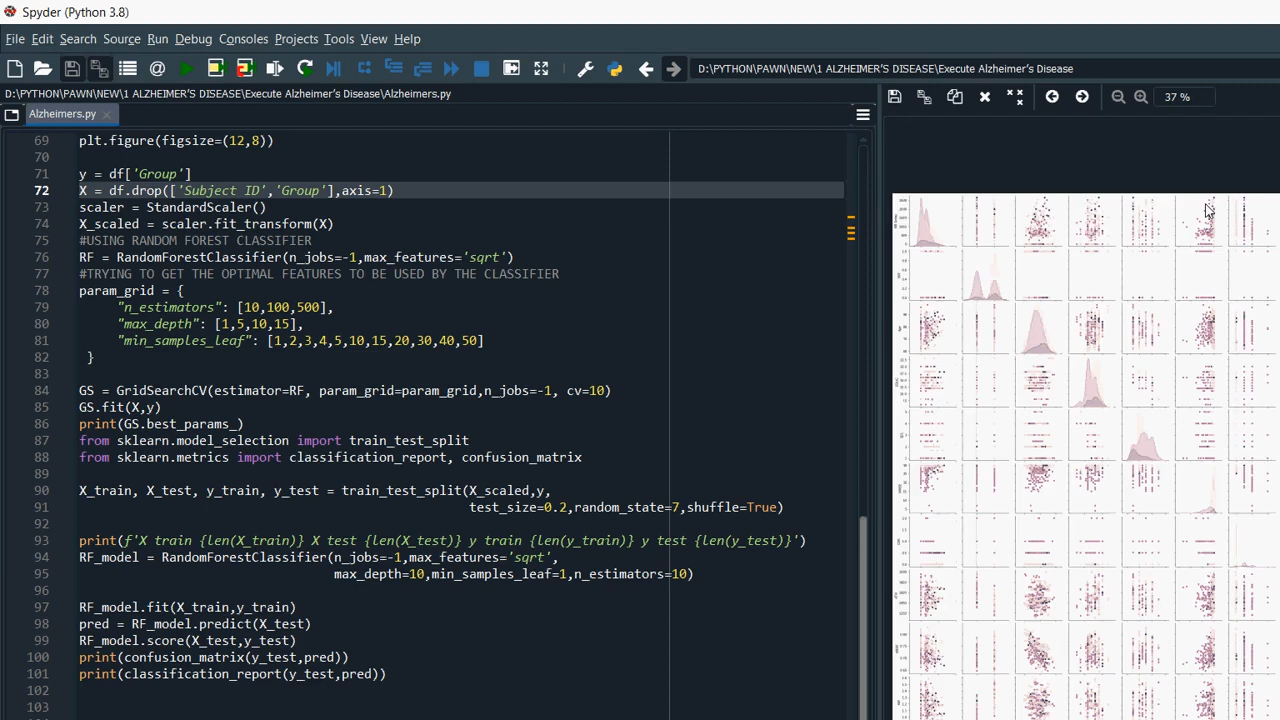 Spyder (Python 3.8)
File Edit Search Source Run Debug Consoles Projects Tools View Help
D:\PYTHON\PAWN\NEW\1 ALZHEIMER'S DISEASE\Execute Alzheimer's Disease
D:\PYTHON\PAWN\NEW\1 ALZHEIMER'S DISEASE\Execute Alzheimer's Disease\Alzheimers.py
Alzheimers.py
37 %
69 plt.figure(figsize=(12,8))
70
71 y = df['Group']
72 X = df.drop(['Subject ID','Group'],axis=1)
73 scaler = StandardScaler()
74 X_scaled = scaler.fit_transform(X)
75 #USING RANDOM FOREST CLASSIFIER
76 RF = RandomForestClassifier(n_jobs=-1,max_features='sqrt')
77 #TRYING TO GET THE OPTIMAL FEATURES TO BE USED BY THE CLASSIFIER
78 param_grid = {
79 "n_estimators": [10,100,500],
80 "max_depth": [1,5,10,15],
81 "min_samples_leaf": [1,2,3,4,5,10,15,20,30,40,50]
82 }
83
84 GS = GridSearchCV(estimator=RF, param_grid=param_grid,n_jobs=-1, cv=10)
85 GS.fit(X,y)
86 print(GS.best_params_)
87 from sklearn.model_selection import train_test_split
88 from sklearn.metrics import classification_report, confusion_matrix
89
90 X_train, X_test, y_train, y_test = train_test_split(X_scaled,y,
91 test_size=0.2,random_state=7,shuffle=True)
92
93 print(f'X train {len(X_train)} X test {len(X_test)} y train {len(y_train)} y test {len(y_test)}')
94 RF_model = RandomForestClassifier(n_jobs=-1,max_features='sqrt',
95 max_depth=10,min_samples_leaf=1,n_estimators=10)
96
97 RF_model.fit(X_train,y_train)
98 pred = RF_model.predict(X_test)
99 RF_model.score(X_test,y_test)
100 print(confusion_matrix(y_test,pred))
101 print(classification_report(y_test,pred))
102
103